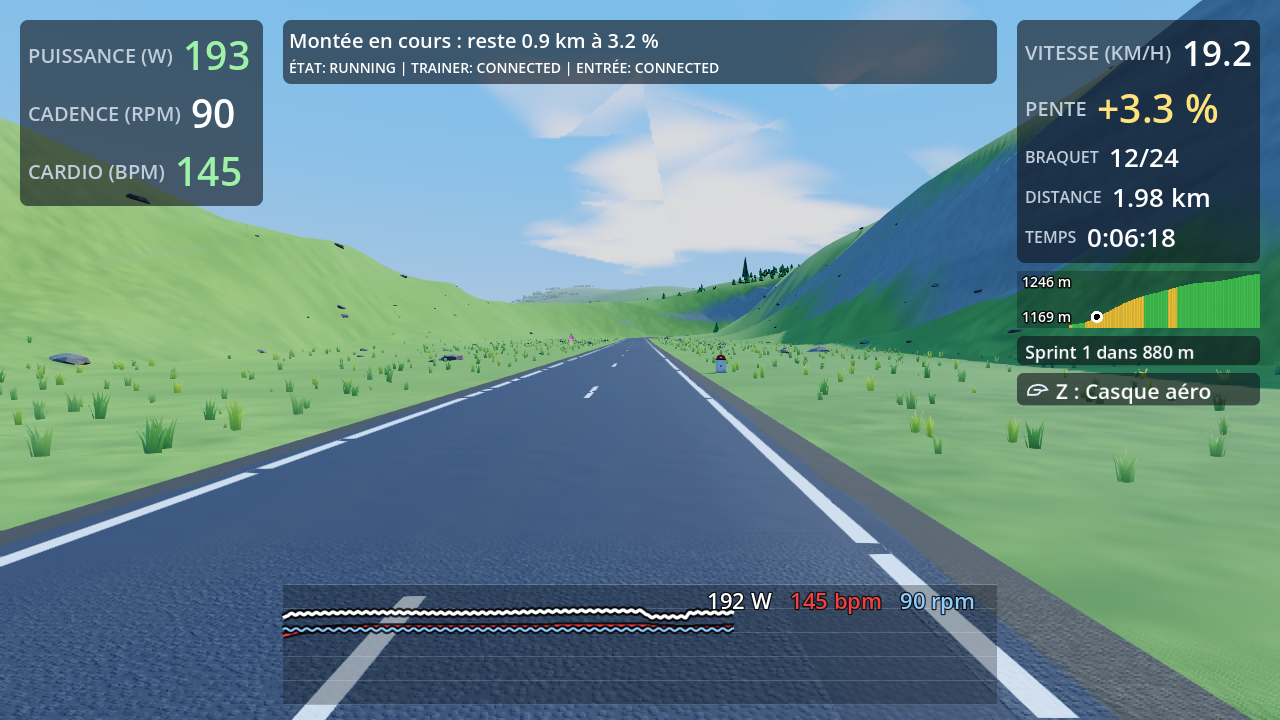 PUISSANCE (W) 193
CADENCE (RPM) 90
CARDIO (BPM) 145
Montée en cours : reste 0.9 km à 3.2 %
ÉTAT: RUNNING | TRAINER: CONNECTED | ENTRÉE: CONNECTED
VITESSE (KM/H) 19.2
PENTE +3.3 %
BRAQUET 12/24
DISTANCE 1.98 km
TEMPS 0:06:18
1246 m
1169 m
Sprint 1 dans 880 m
Z : Casque aéro
192 W 145 bpm 90 rpm